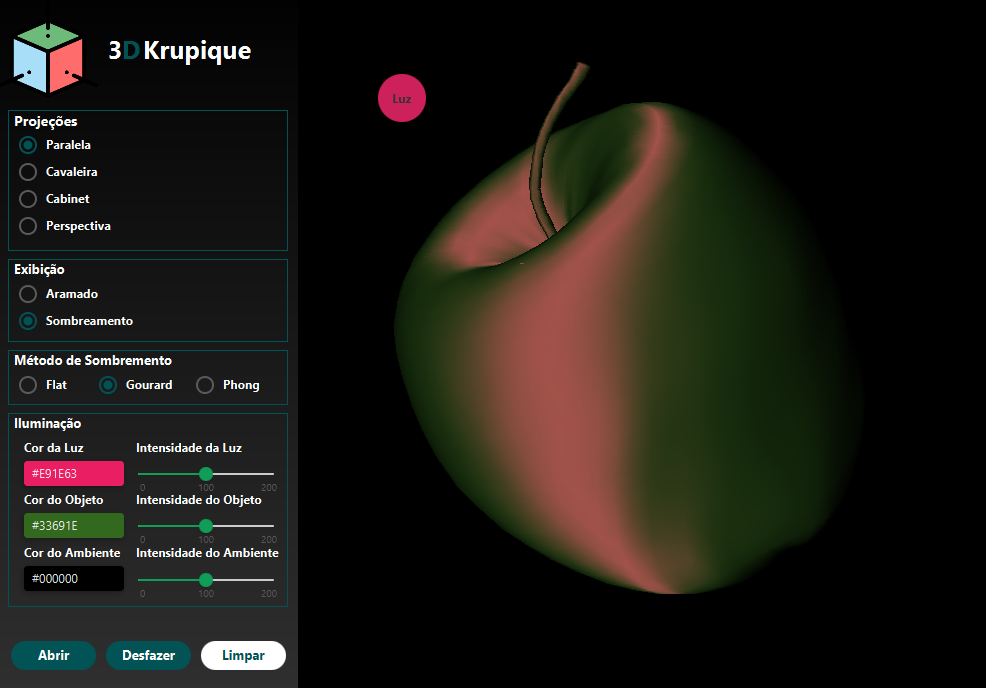 3D Krupique
Luz
Projeções
Paralela
Cavaleira
Cabinet
Perspectiva
Exibição
Aramado
Sombreamento
Método de Sombremento
Flat Gourard Phong
Iluminação
Cor da Luz Intensidade da Luz
#E91E63
0 100 200
Cor do Objeto Intensidade do Objeto
#33691E
0 100 200
Cor do Ambiente Intensidade do Ambiente
#000000
0 100 200
Abrir Desfazer Limpar